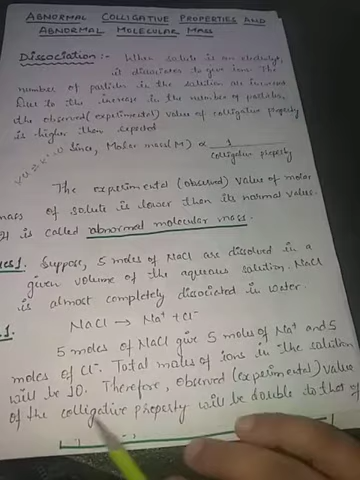 ABNORMAL COLLIGATIVE PROPERTIES AND
ABNORMAL MOLECULAR MASS
Dissociation :- When solute is an electrolyte,
it dissociates to give ions. The
number of particles in the solution are increased
Due to the increase in the number of particles,
the observed (experimental) value of colligative property
is higher than expected
Since, Molar mass (M) ∝ 1
colligative property
The experimental (observed) value of molar
mass of solute is lower than its normal value.
It is called abnormal molecular mass.
1. Suppose, 5 moles of NaCl are dissolved in a
given volume of the aqueous solution. NaCl
is almost completely dissociated in water.
NaCl → Na⁺ + Cl⁻
5 moles of NaCl give 5 moles of Na⁺ and 5
moles of Cl⁻. Total moles of ions in the solution
will be 10. Therefore, observed (experimental) value
of the colligative property will be double to that of